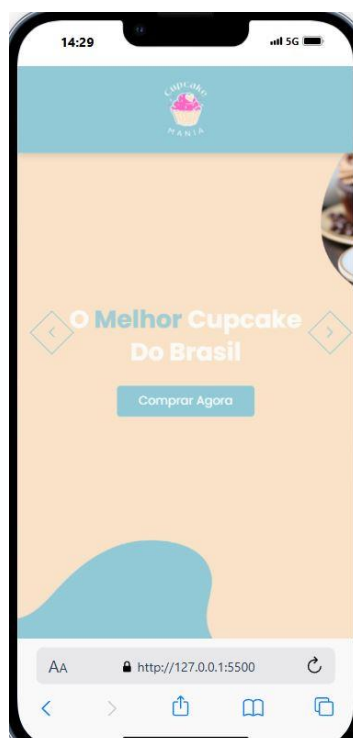 14:29
5G
Cupcake
MANIA
O Melhor Cupcake
Do Brasil
Comprar Agora
AA
http://127.0.0.1:5500